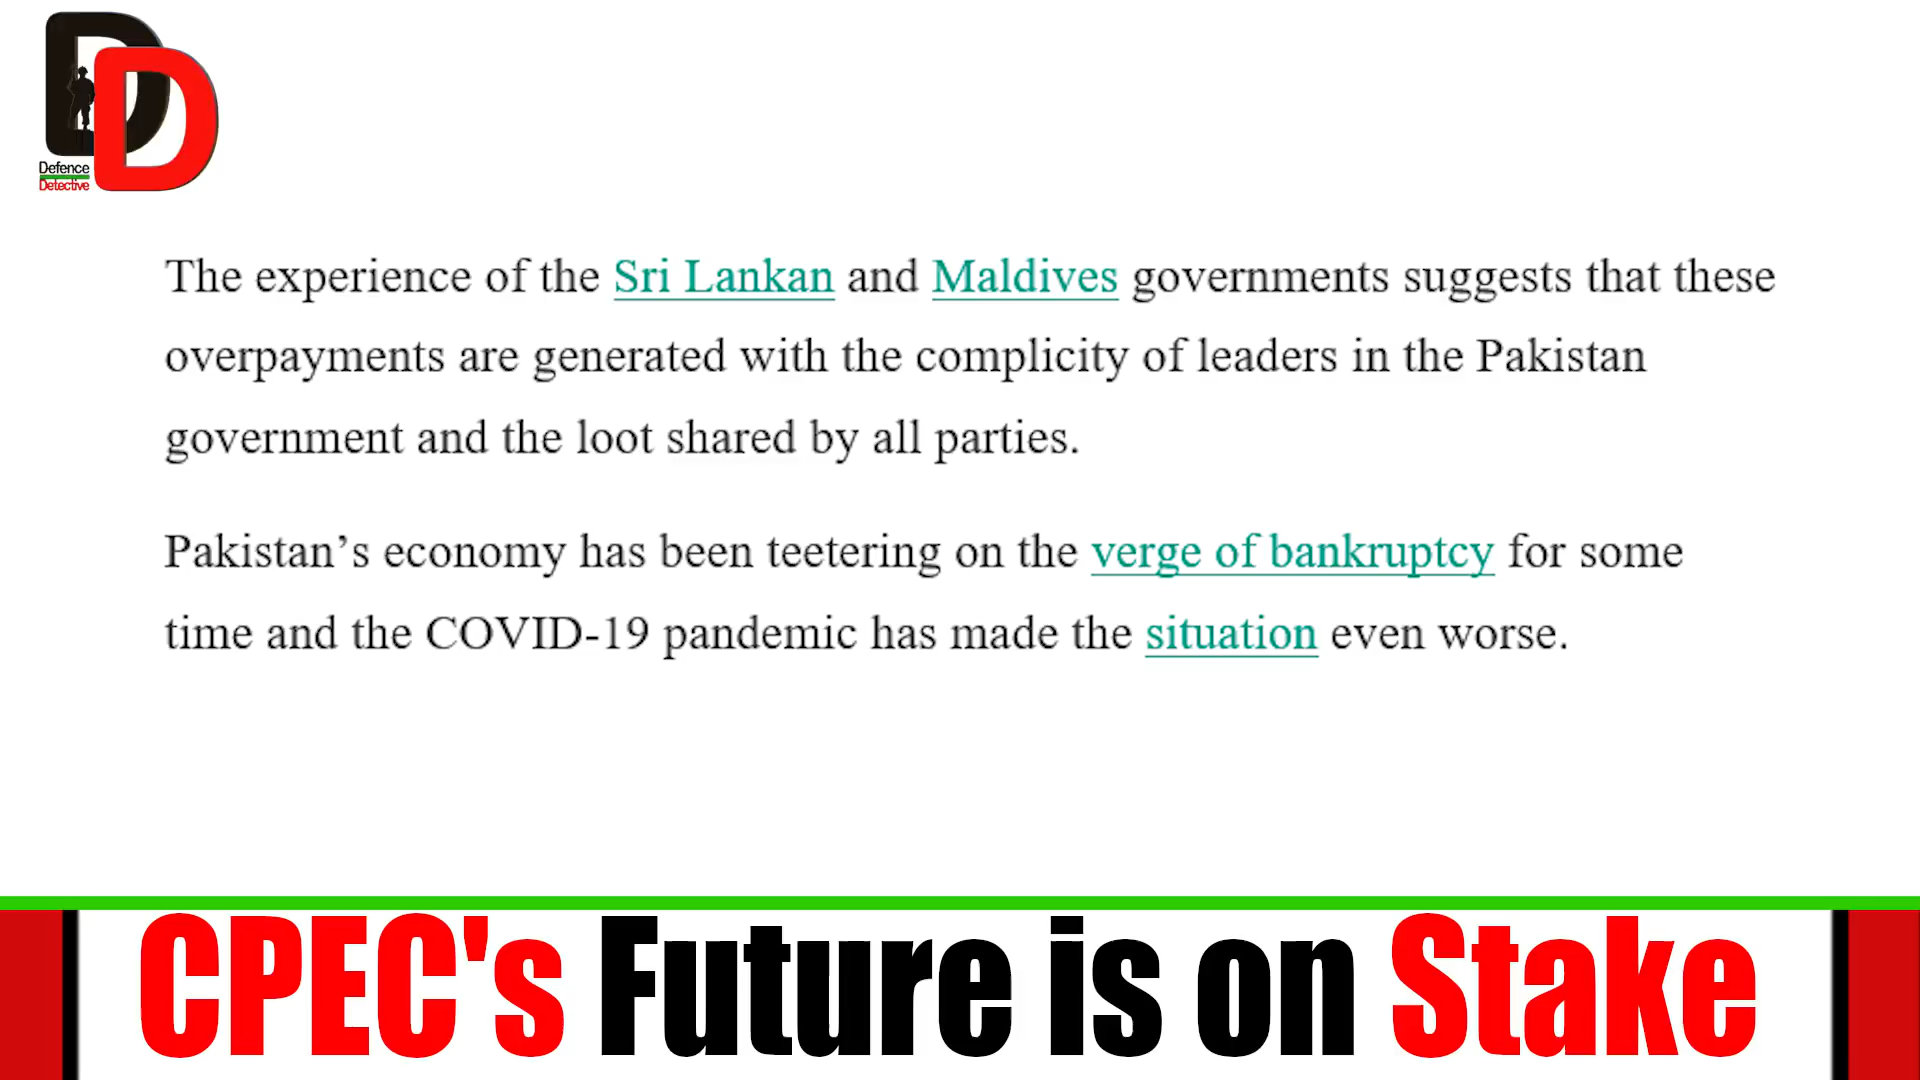 DD
Defence
Detective
The experience of the Sri Lankan and Maldives governments suggests that these
overpayments are generated with the complicity of leaders in the Pakistan
government and the loot shared by all parties.
Pakistan’s economy has been teetering on the verge of bankruptcy for some
time and the COVID-19 pandemic has made the situation even worse.
CPEC's Future is on Stake